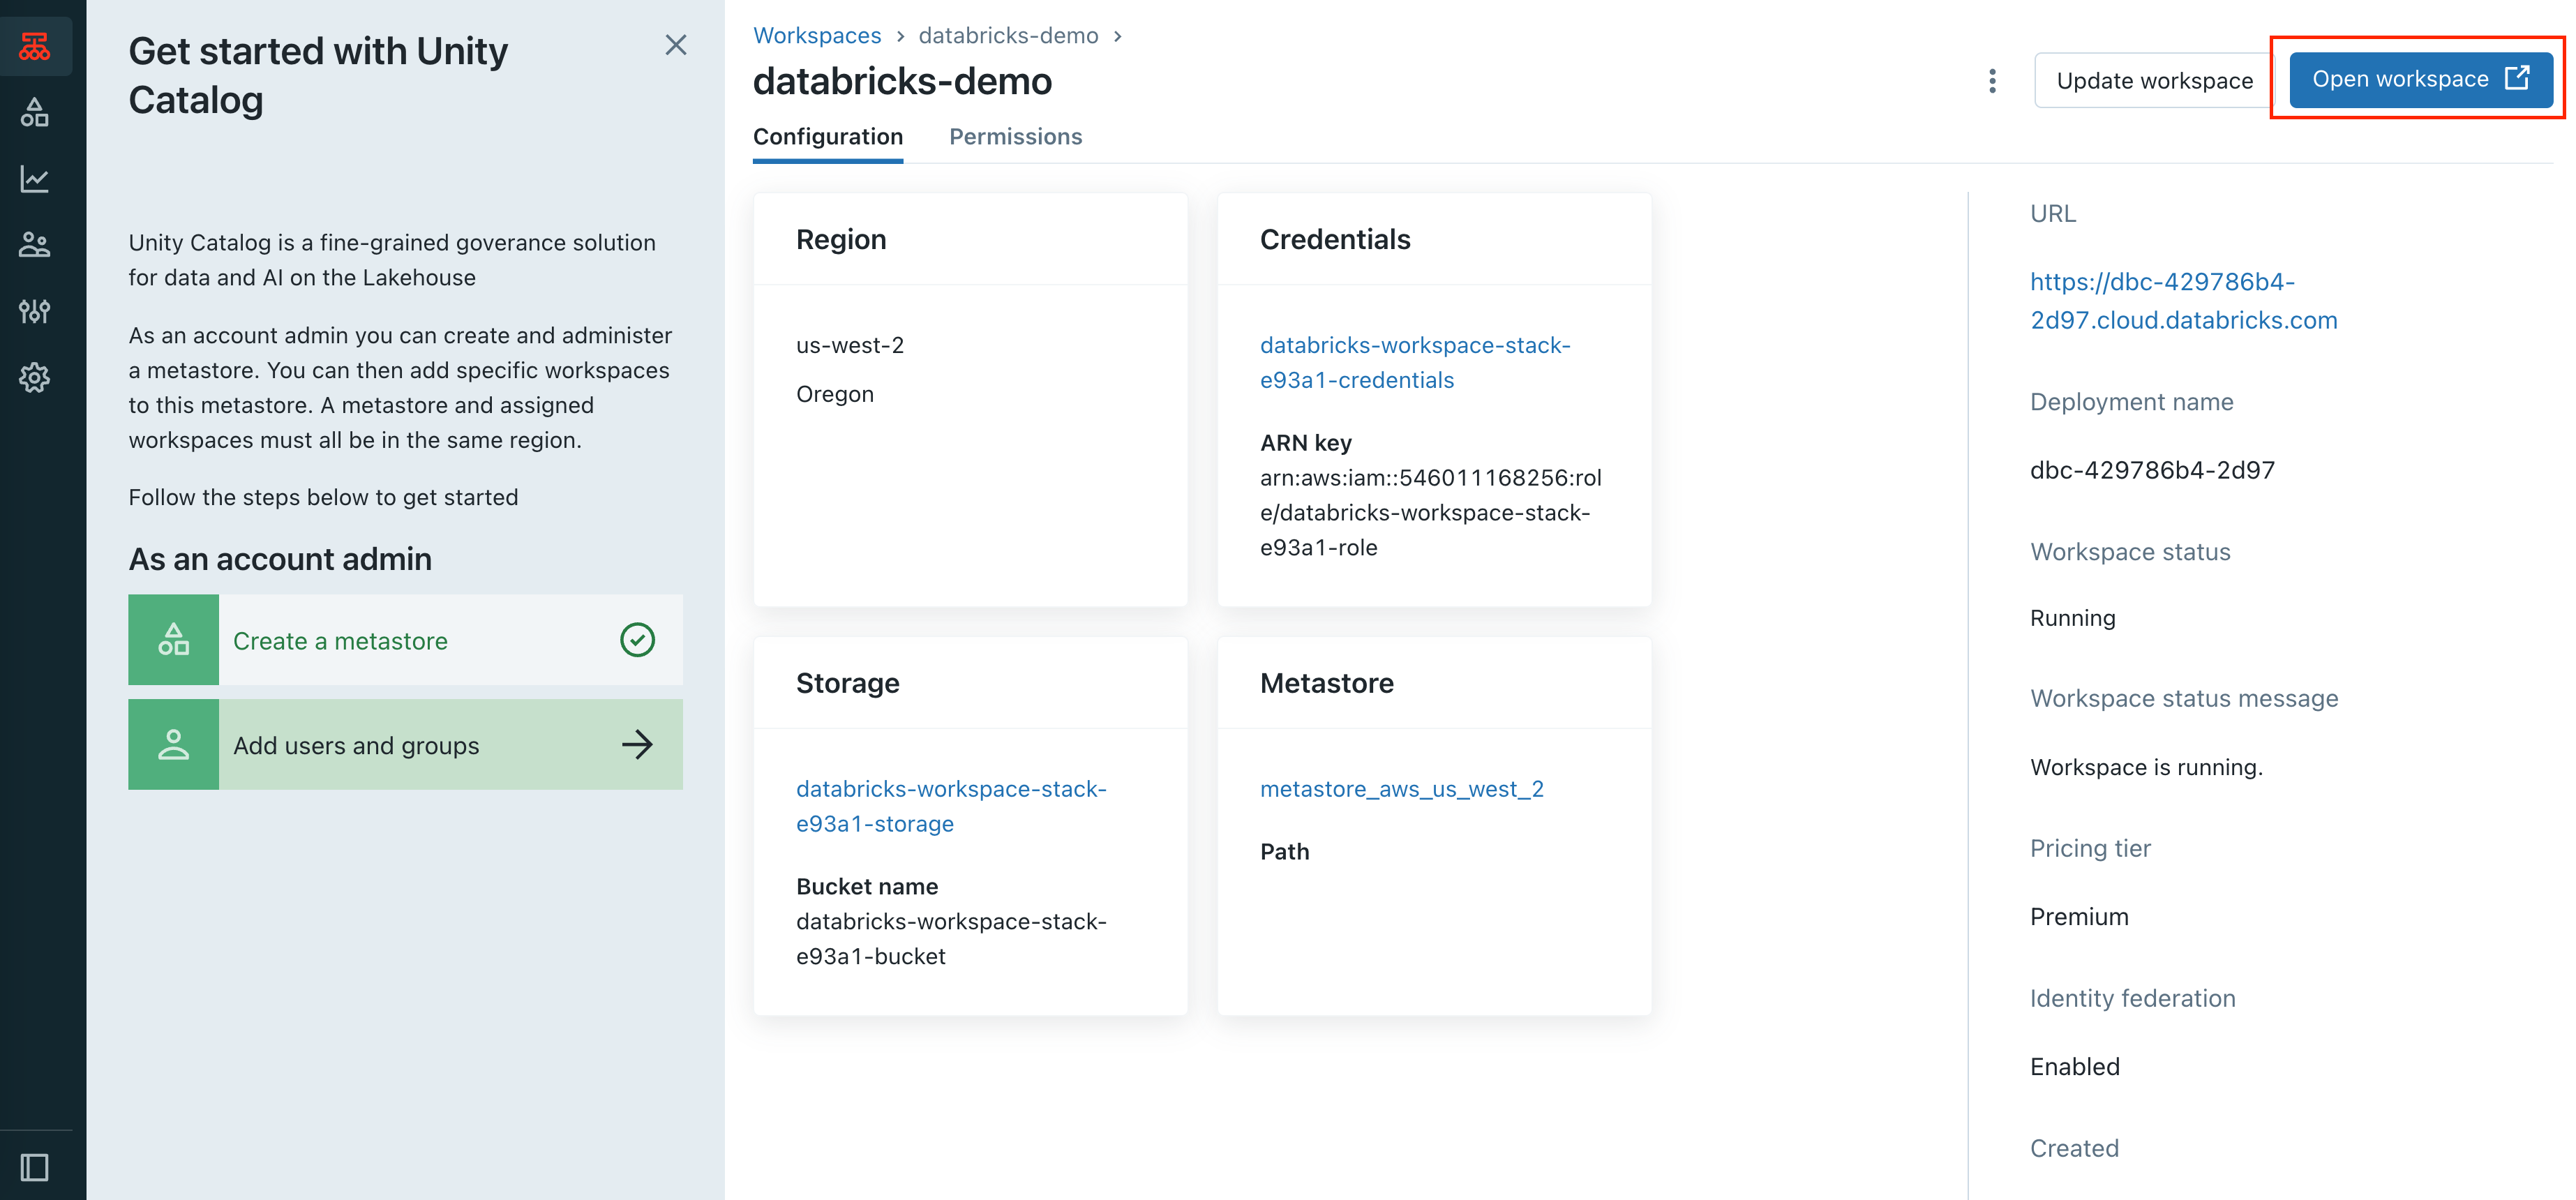 Get started with Unity
Catalog
Unity Catalog is a fine-grained goverance solution
for data and AI on the Lakehouse
As an account admin you can create and administer
a metastore. You can then add specific workspaces
to this metastore. A metastore and assigned
workspaces must all be in the same region.
Follow the steps below to get started
As an account admin
Create a metastore
Add users and groups
Workspaces › databricks-demo ›
databricks-demo
Update workspace
Open workspace
Configuration
Permissions
Region
us-west-2
Oregon
Credentials
databricks-workspace-stack-
e93a1-credentials
ARN key
arn:aws:iam::546011168256:rol
e/databricks-workspace-stack-
e93a1-role
Storage
databricks-workspace-stack-
e93a1-storage
Bucket name
databricks-workspace-stack-
e93a1-bucket
Metastore
metastore_aws_us_west_2
Path
URL
https://dbc-429786b4-
2d97.cloud.databricks.com
Deployment name
dbc-429786b4-2d97
Workspace status
Running
Workspace status message
Workspace is running.
Pricing tier
Premium
Identity federation
Enabled
Created